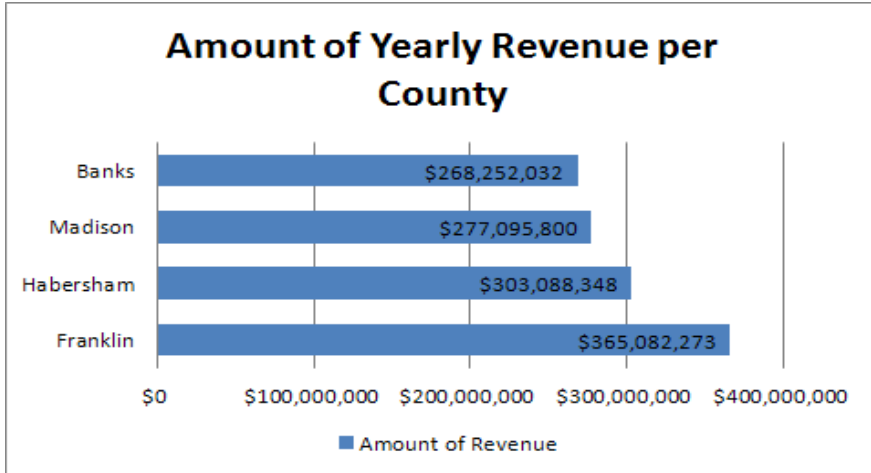 Amount of Yearly Revenue per
County
Banks
$268,252,032
Madison
$277,095,800
Habersham
$303,088,348
Franklin
$365,082,273
$0
$100,000,000
$200,000,000
$300,000,000
$400,000,000
Amount of Revenue